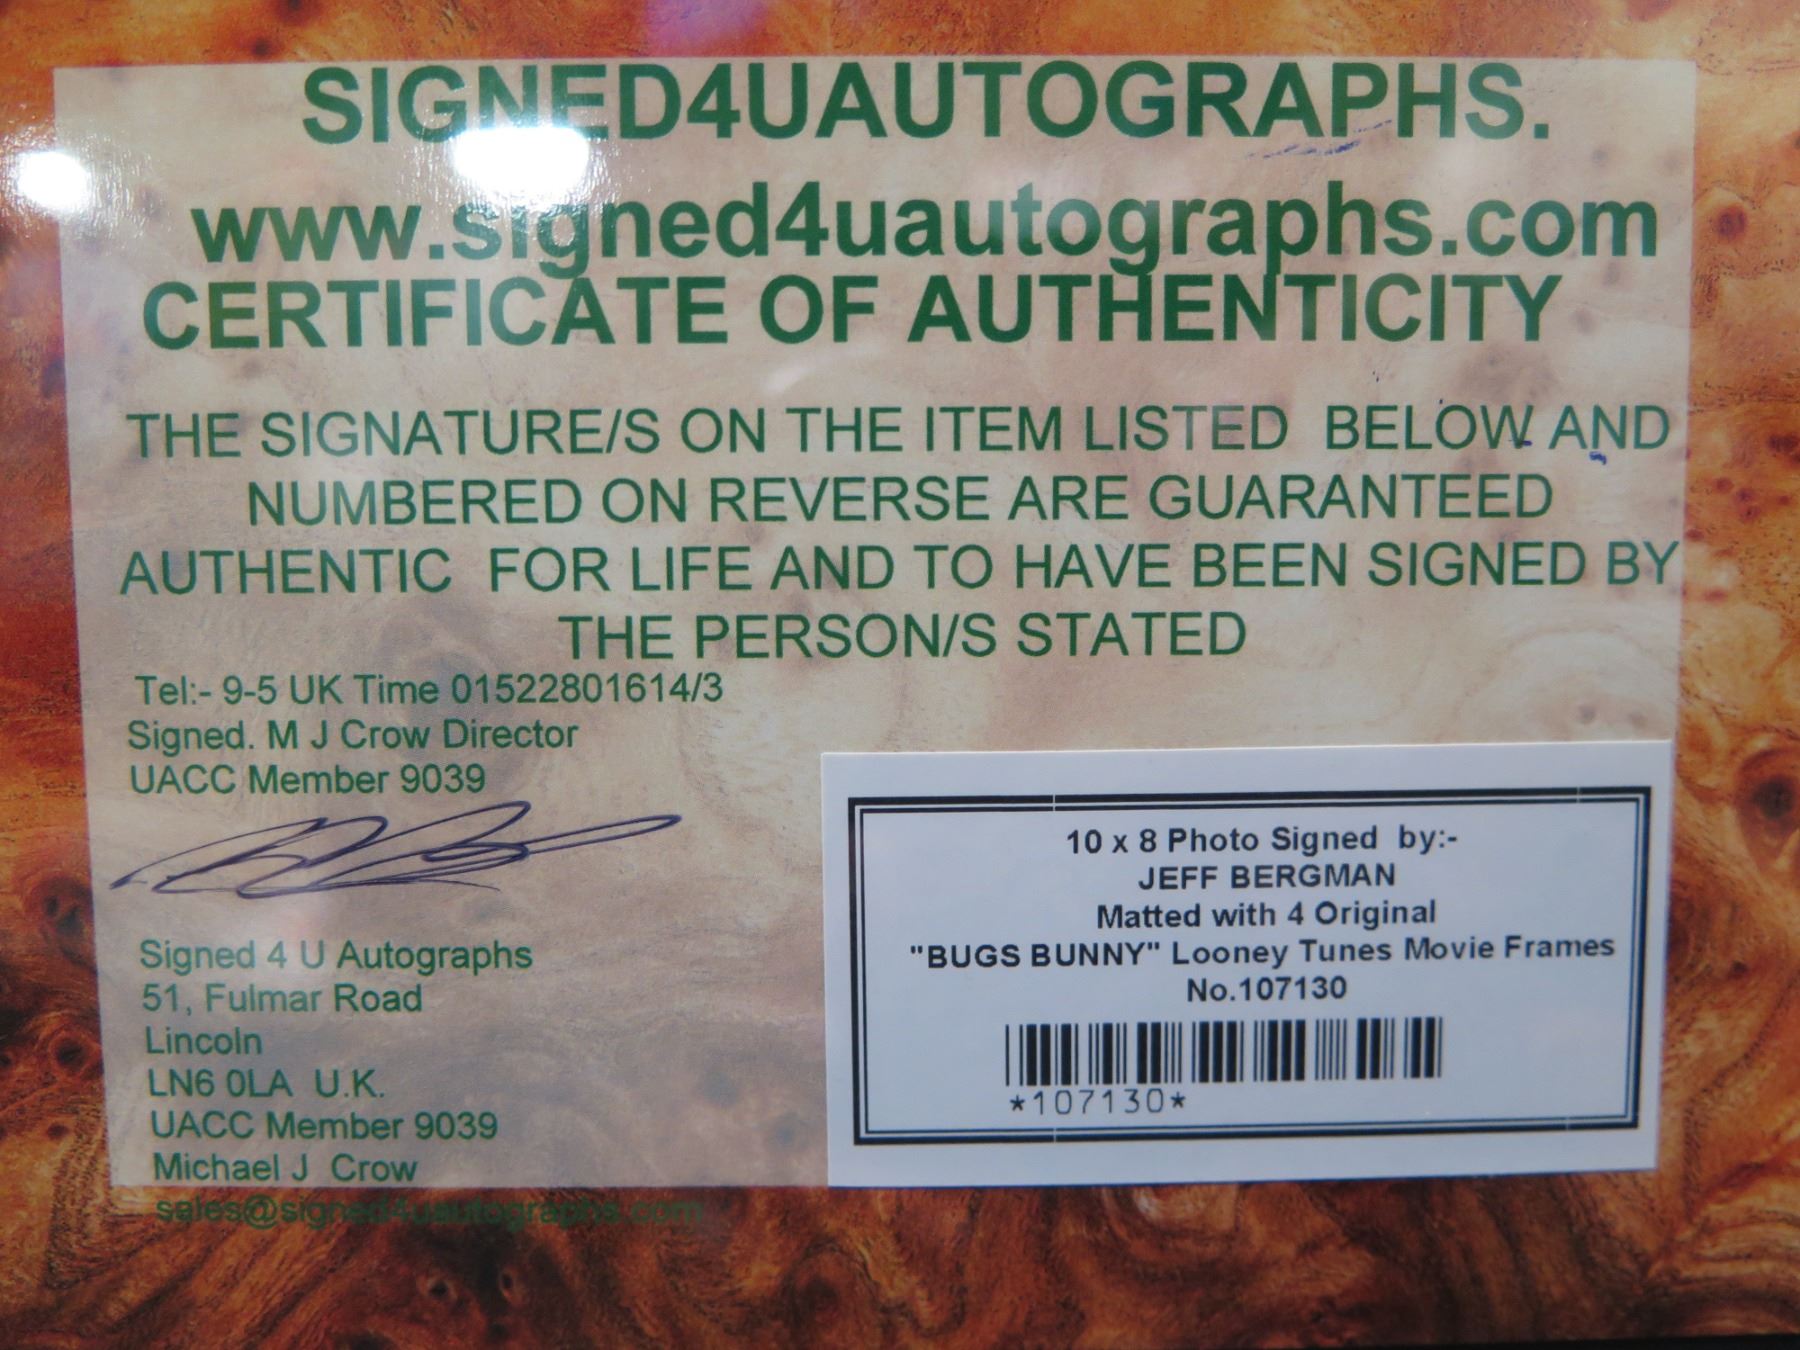 SIGNED4UAUTOGRAPHS.
www.signed4uautographs.com
CERTIFICATE OF AUTHENTICITY
THE SIGNATURE/S ON THE ITEM LISTED BELOW AND
NUMBERED ON REVERSE ARE GUARANTEED
AUTHENTIC FOR LIFE AND TO HAVE BEEN SIGNED BY
THE PERSON/S STATED
Tel:- 9-5 UK Time 01522801614/3
Signed. M J Crow Director
UACC Member 9039
Signed 4 U Autographs
51, Fulmar Road
Lincoln
LN6 0LA U.K.
UACC Member 9039
Michael J Crow
sales@signed4uautographs.com
10 x 8 Photo Signed by:-
JEFF BERGMAN
Matted with 4 Original
"BUGS BUNNY" Looney Tunes Movie Frames
No.107130
*107130*